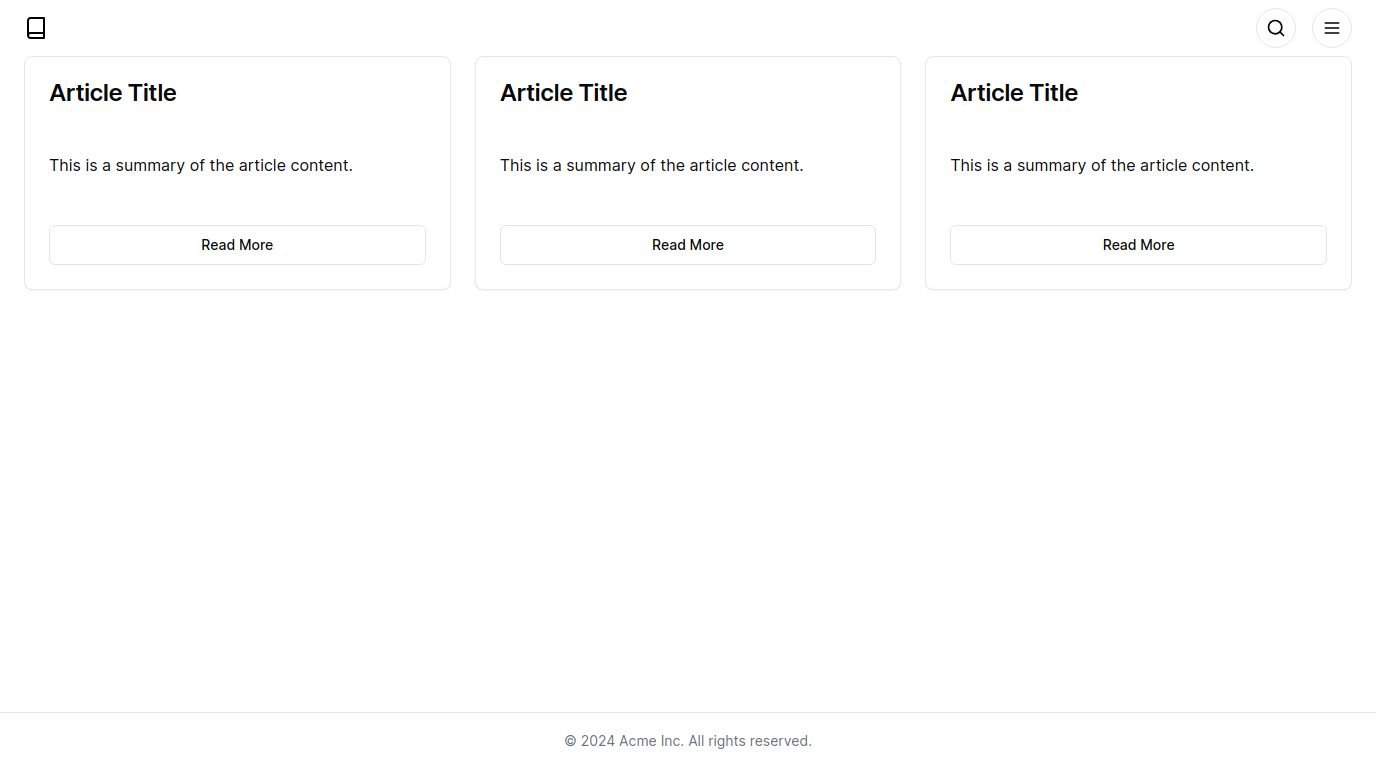 Article Title
This is a summary of the article content.
Read More
Article Title
This is a summary of the article content.
Read More
Article Title
This is a summary of the article content.
Read More
© 2024 Acme Inc. All rights reserved.